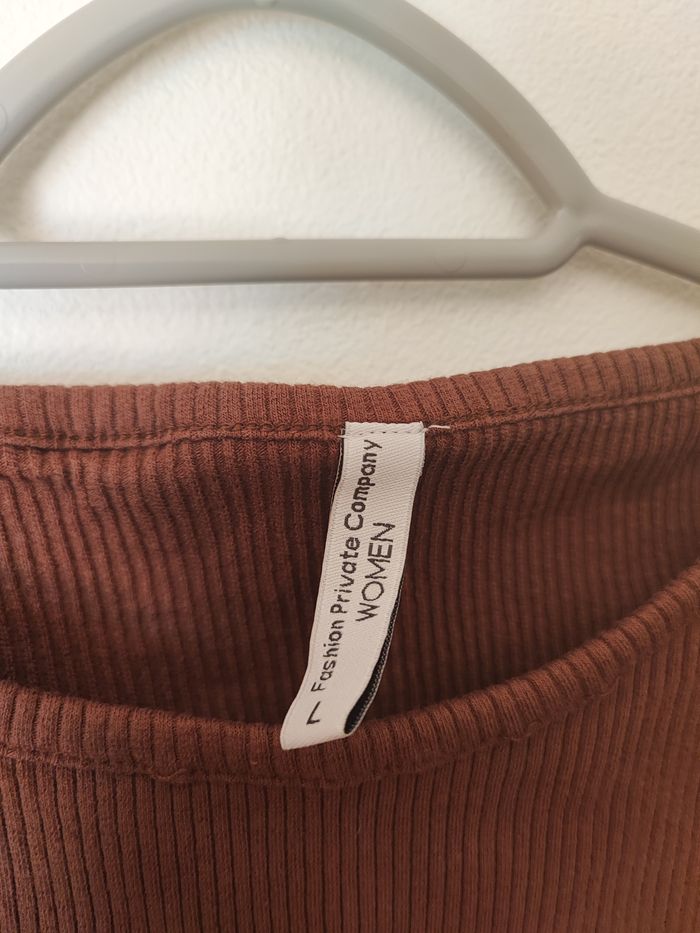 Fashion Private Company
WOMEN
L